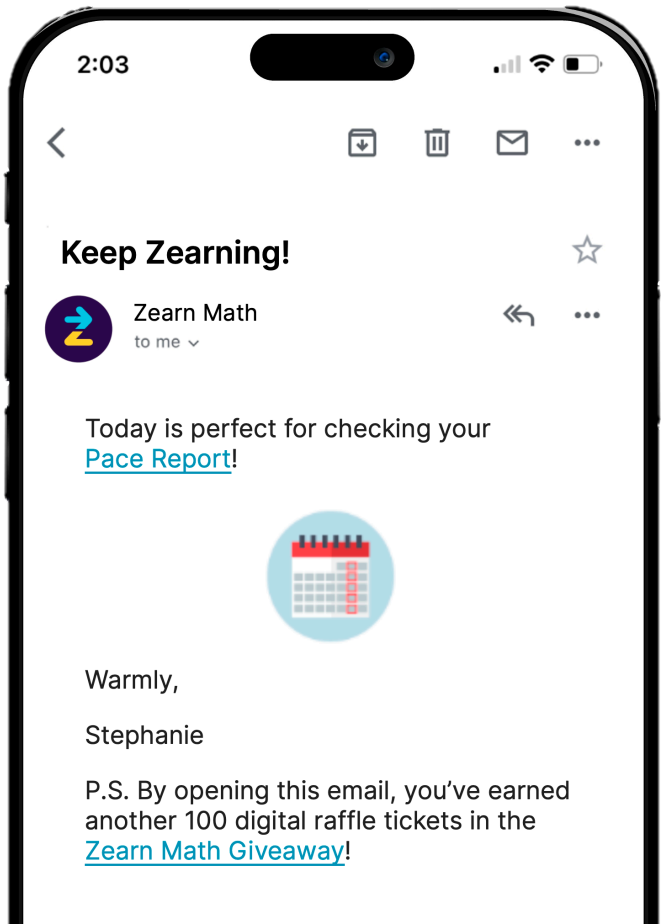 2:03
Keep Zearning!
Zearn Math
to me
Today is perfect for checking your
Pace Report!
Warmly,
Stephanie
P.S. By opening this email, you’ve earned
another 100 digital raffle tickets in the
Zearn Math Giveaway!